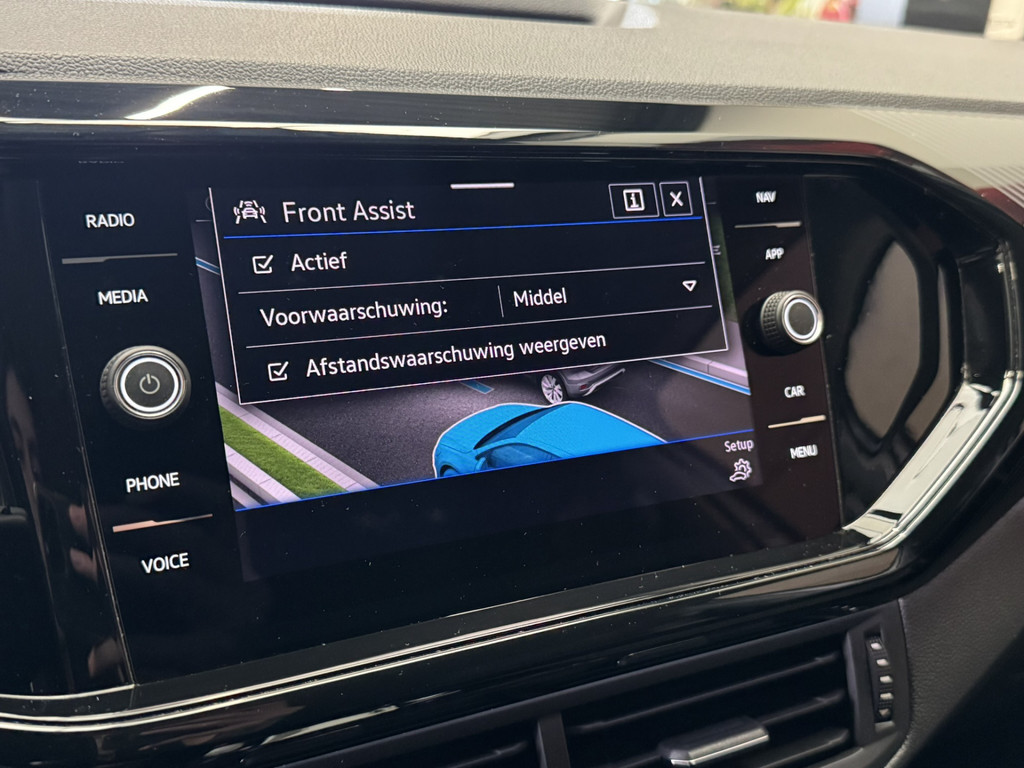 RADIO
MEDIA
PHONE
VOICE
Front Assist
i X
Actief
Voorwaarschuwing: Middel
Afstandswaarschuwing weergeven
Setup
NAV
APP
CAR
MENU